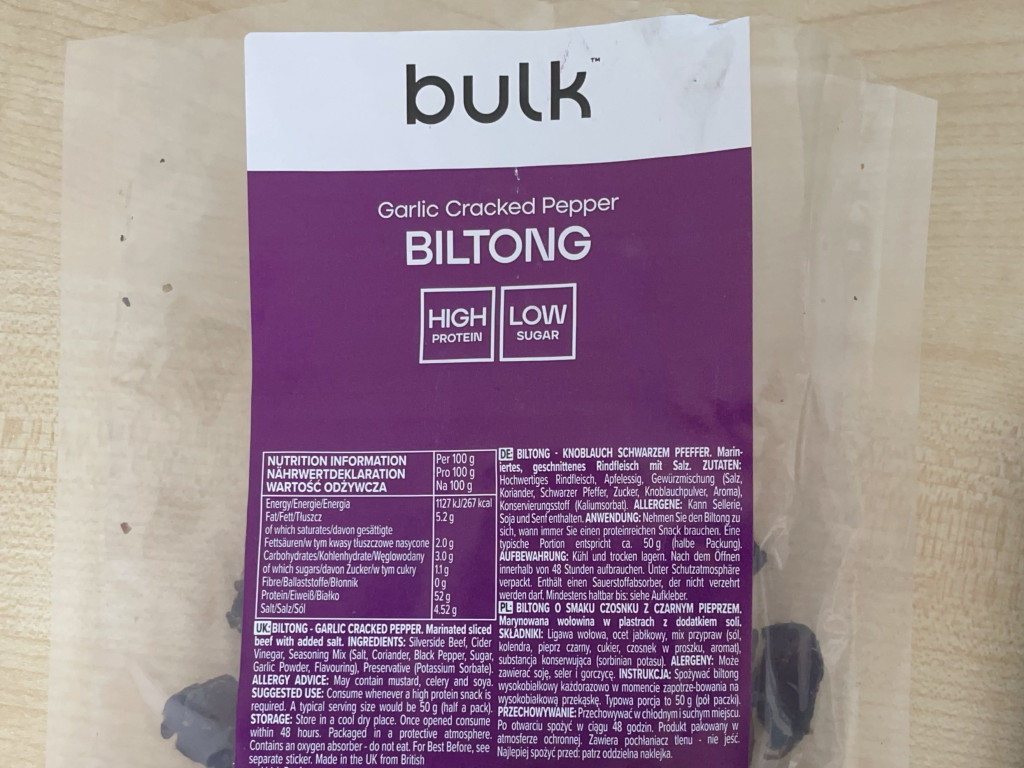 bulk™
Garlic Cracked Pepper
BILTONG
HIGH
PROTEIN
LOW
SUGAR
NUTRITION INFORMATION
NÄHRWERTDEKLARATION
WARTOŚĆ ODŻYWCZA
Per 100 g
Pro 100 g
Na 100 g
Energy/Energie/Energia 1127 kJ/267 kcal
Fat/Fett/Tłuszcz 5.2 g
of which saturates/davon gesättigte
Fettsäuren/w tym kwasy tłuszczowe nasycone 2.0 g
Carbohydrates/Kohlenhydrate/Węglowodany 3.0 g
of which sugars/davon Zucker/w tym cukry 1.1 g
Fibre/Ballaststoffe/Błonnik 0 g
Protein/Eiweiß/Białko 52 g
Salt/Salz/Sól 4.52 g
UK: BILTONG - GARLIC CRACKED PEPPER. Marinated sliced
beef with added salt. INGREDIENTS: Silverside Beef, Cider
Vinegar, Seasoning Mix (Salt, Coriander, Black Pepper, Sugar,
Garlic Powder, Flavouring), Preservative (Potassium Sorbate).
ALLERGY ADVICE: May contain mustard, celery and soya.
SUGGESTED USE: Consume whenever a high protein snack is
required. A typical serving size would be 50 g (half a pack).
STORAGE: Store in a cool dry place. Once opened consume
within 48 hours. Packaged in a protective atmosphere.
Contains an oxygen absorber - do not eat. For Best Before, see
separate sticker. Made in the UK from British
DE: BILTONG - KNOBLAUCH SCHWARZEM PFEFFER. Marin-
iertes, geschnittenes Rindfleisch mit Salz. ZUTATEN:
Hochwertiges Rindfleisch, Apfelessig, Gewürzmischung (Salz,
Koriander, Schwarzer Pfeffer, Zucker, Knoblauchpulver, Aroma),
Konservierungsstoff (Kaliumsorbat). ALLERGENE: Kann Sellerie,
Soja und Senf enthalten. ANWENDUNG: Nehmen Sie den Biltong zu
sich, wann immer Sie einen proteinreichen Snack brauchen. Eine
typische Portion entspricht ca. 50 g (halbe Packung).
AUFBEWAHRUNG: Kühl und trocken lagern. Nach dem Öffnen
innerhalb von 48 Stunden aufbrauchen. Unter Schutzatmosphäre
verpackt. Enthält einen Sauerstoffabsorber, der nicht verzehrt
werden darf. Mindestens haltbar bis: siehe Aufkleber.
PL: BILTONG O SMAKU CZOSNKU Z CZARNYM PIEPRZEM.
Marynowana wołowina w plastrach z dodatkiem soli.
SKŁADNIKI: Ligawa wołowa, ocet jabłkowy, mix przypraw (sól,
kolendra, pieprz czarny, cukier, czosnek w proszku, aromat),
substancja konserwująca (sorbinian potasu). ALERGENY: Może
zawierać soję, seler i gorczycę. INSTRUKCJA: Spożywać biltong
wysokobiałkowy każdorazowo w momencie zapotrze-bowania na
wysokobiałkową przekąskę. Typowa porcja to 50 g (pół paczki).
PRZECHOWYWANIE: Przechowywać w chłodnym i suchym miejscu.
Po otwarciu spożyć w ciągu 48 godzin. Produkt pakowany w
atmosferze ochronnej. Zawiera pochłaniacz tlenu - nie jeść.
Najlepiej spożyć przed: patrz oddzielna naklejka.